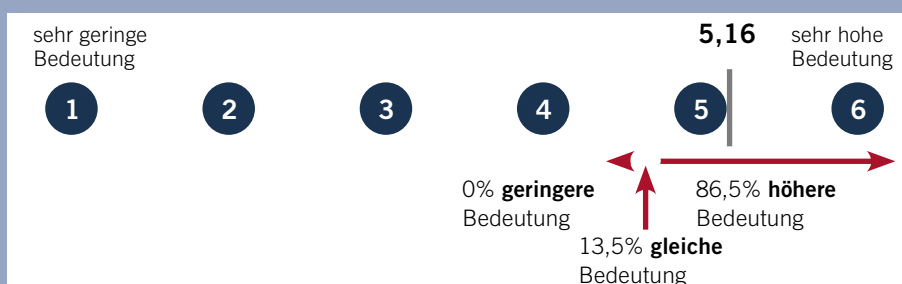 sehr geringe
Bedeutung
5,16
sehr hohe
Bedeutung
1 2 3 4 5 6
0% geringere
Bedeutung
86,5% höhere
Bedeutung
13,5% gleiche
Bedeutung